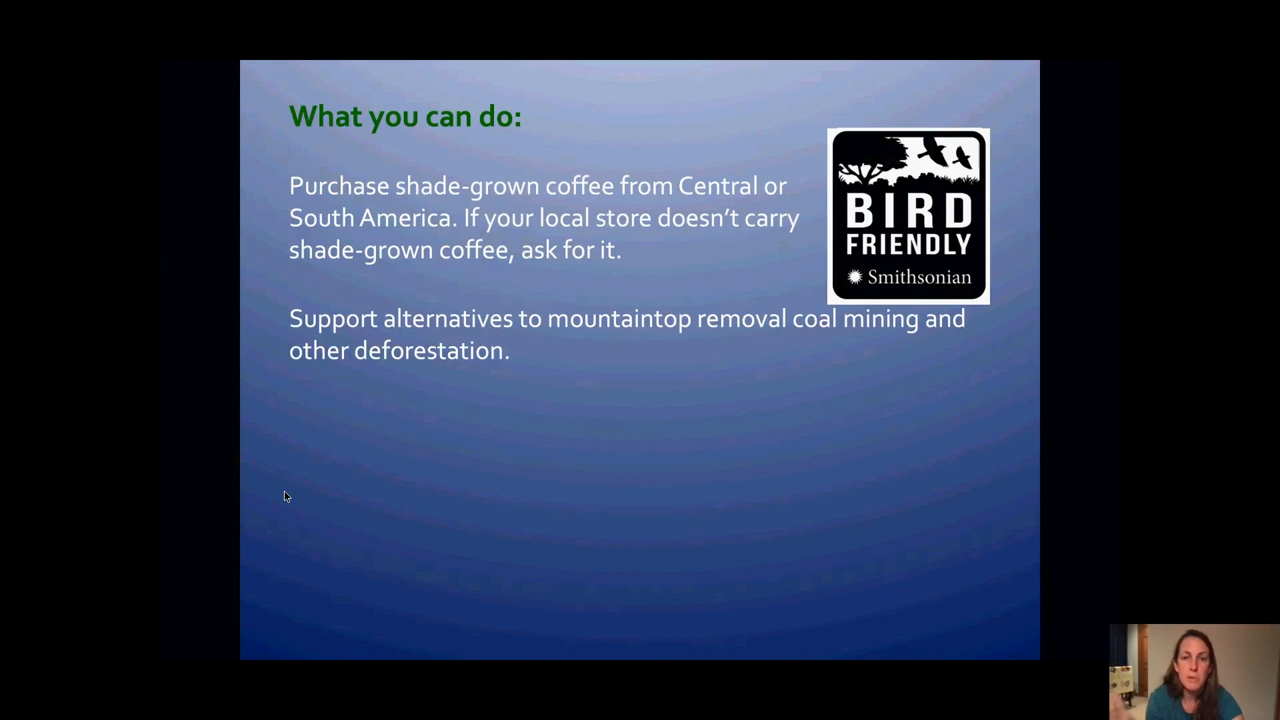 What you can do:
Purchase shade-grown coffee from Central or
South America. If your local store doesn’t carry
shade-grown coffee, ask for it.
BIRD
FRIENDLY
Smithsonian
Support alternatives to mountaintop removal coal mining and
other deforestation.